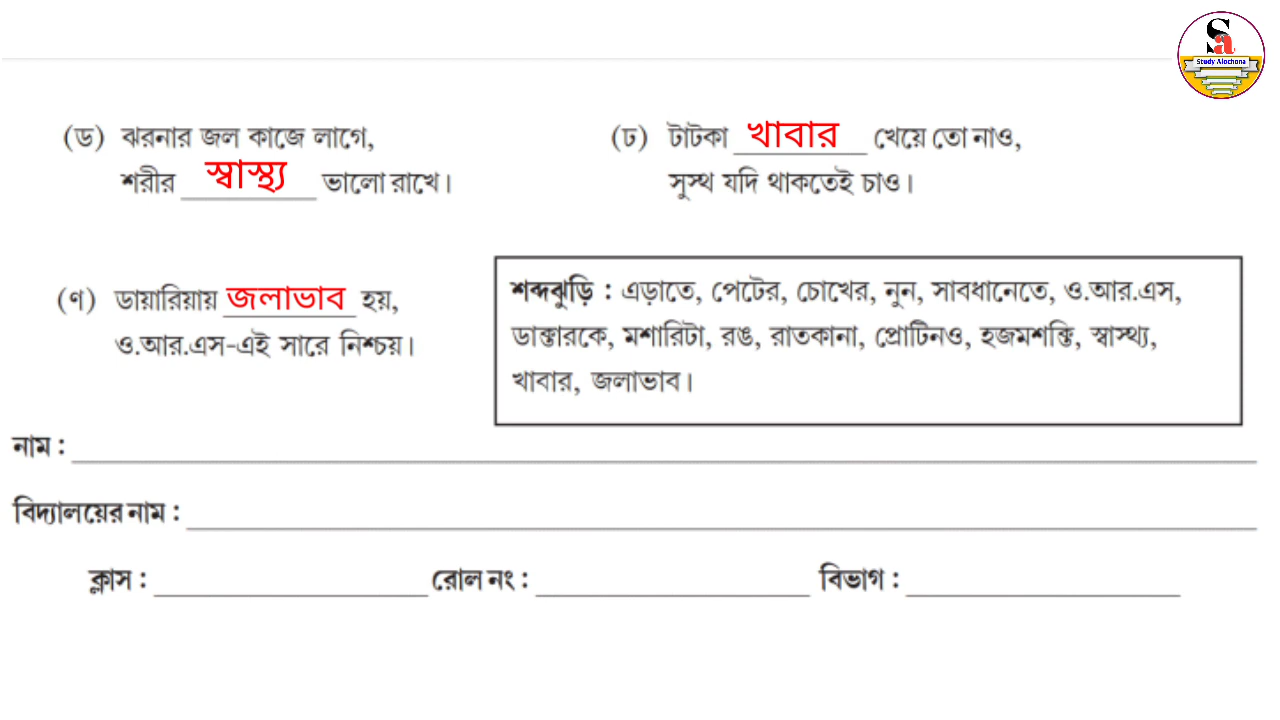 Sa
Study Alochona
(ড) ঝরনার জল কাজে লাগে,
শরীর স্বাস্থ্য ভালো রাখে।
(ঢ) টাটকা খাবার খেয়ে তো নাও,
সুস্থ যদি থাকতেই চাও।
(ণ) ডায়ারিয়ায় জলাভাব হয়,
ও.আর.এস-এই সারে নিশ্চয়।
শব্দঝুড়ি : এড়াতে, পেটের, চোখের, নুন, সাবধানেতে, ও.আর.এস,
ডাক্তারকে, মশারিটা, রঙ, রাতকানা, প্রোটিনও, হজমশক্তি, স্বাস্থ্য,
খাবার, জলাভাব।
নাম :
বিদ্যালয়ের নাম :
ক্লাস : রোল নং : বিভাগ :